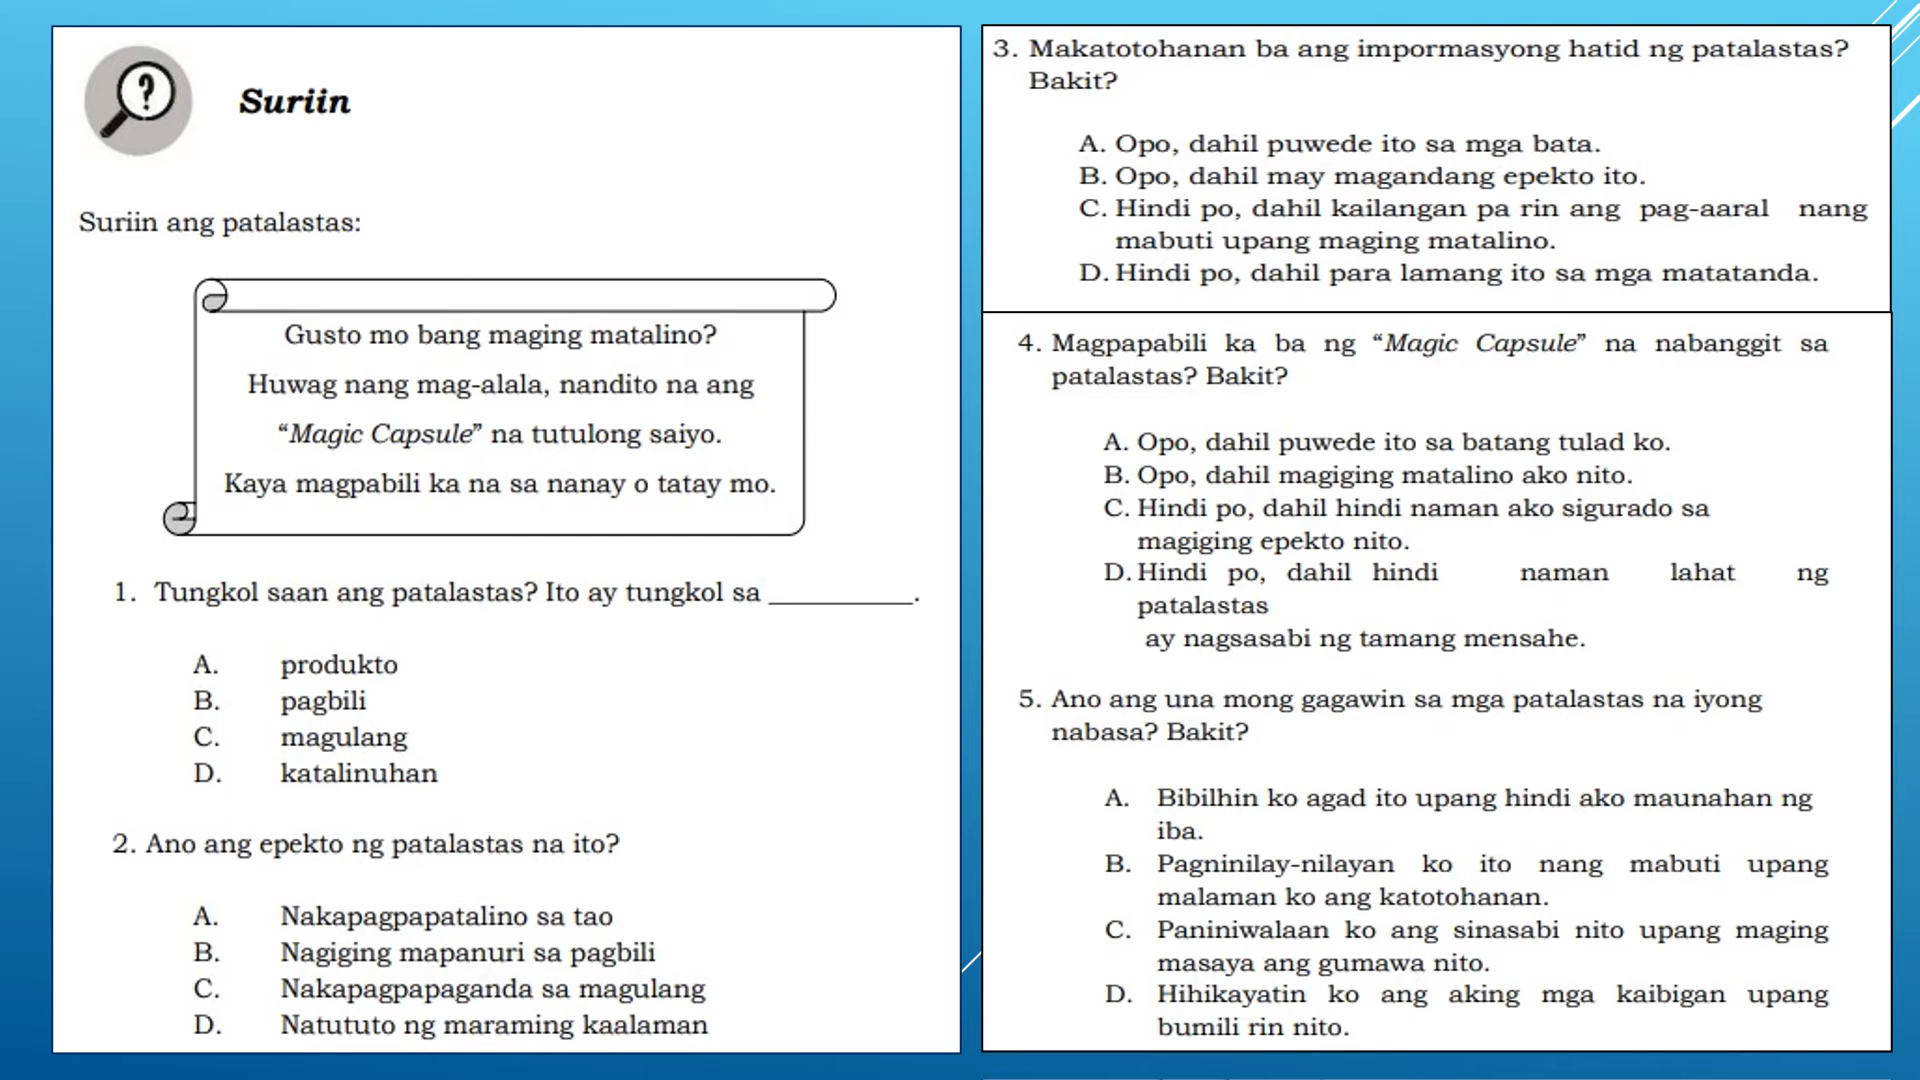 Suriin
Suriin ang patalastas:
Gusto mo bang maging matalino?
Huwag nang mag-alala, nandito na ang
“Magic Capsule” na tutulong saiyo.
Kaya magpabili ka na sa nanay o tatay mo.
1. Tungkol saan ang patalastas? Ito ay tungkol sa ___________.
A. produkto
B. pagbili
C. magulang
D. katalinuhan
2. Ano ang epekto ng patalastas na ito?
A. Nakapagpapatalino sa tao
B. Nagiging mapanuri sa pagbili
C. Nakapagpapaganda sa magulang
D. Natututo ng maraming kaalaman
3. Makatotohanan ba ang impormasyong hatid ng patalastas?
Bakit?
A. Opo, dahil puwede ito sa mga bata.
B. Opo, dahil may magandang epekto ito.
C. Hindi po, dahil kailangan pa rin ang pag-aaral nang
mabuti upang maging matalino.
D. Hindi po, dahil para lamang ito sa mga matatanda.
4. Magpapabili ka ba ng “Magic Capsule” na nabanggit sa
patalastas? Bakit?
A. Opo, dahil puwede ito sa batang tulad ko.
B. Opo, dahil magiging matalino ako nito.
C. Hindi po, dahil hindi naman ako sigurado sa
magiging epekto nito.
D. Hindi po, dahil hindi naman lahat ng
patalastas
ay nagsasabi ng tamang mensahe.
5. Ano ang una mong gagawin sa mga patalastas na iyong
nabasa? Bakit?
A. Bibilhin ko agad ito upang hindi ako maunahan ng
iba.
B. Pagninilay-nilayan ko ito nang mabuti upang
malaman ko ang katotohanan.
C. Paniniwalaan ko ang sinasabi nito upang maging
masaya ang gumawa nito.
D. Hihikayatin ko ang aking mga kaibigan upang
bumili rin nito.